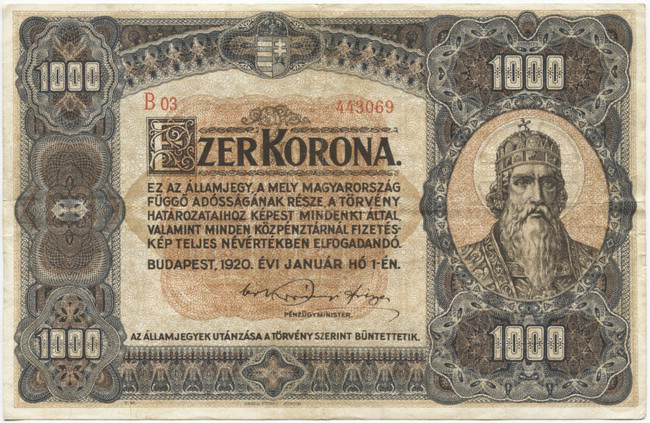 1000 1000
B 03 443069
EZER KORONA.
EZ AZ ÁLLAMJEGY, A MELY MAGYARORSZÁG
FÜGGŐ ADÓSSÁGÁNAK RÉSZE, A TÖRVÉNY
HATÁROZATAIHOZ KÉPEST MINDENKI ÁLTAL,
VALAMINT MINDEN KÖZPÉNZTÁRNÁL FIZETÉS-
KÉP TELJES NÉVÉRTÉKBEN ELFOGADANDÓ.
BUDAPEST, 1920. ÉVI JANUÁR HÓ 1-ÉN.
PÉNZÜGYMINISTER.
AZ ÁLLAMJEGYEK UTÁNZÁSA A TÖRVÉNY SZERINT BÜNTETTETIK.
1000 1000